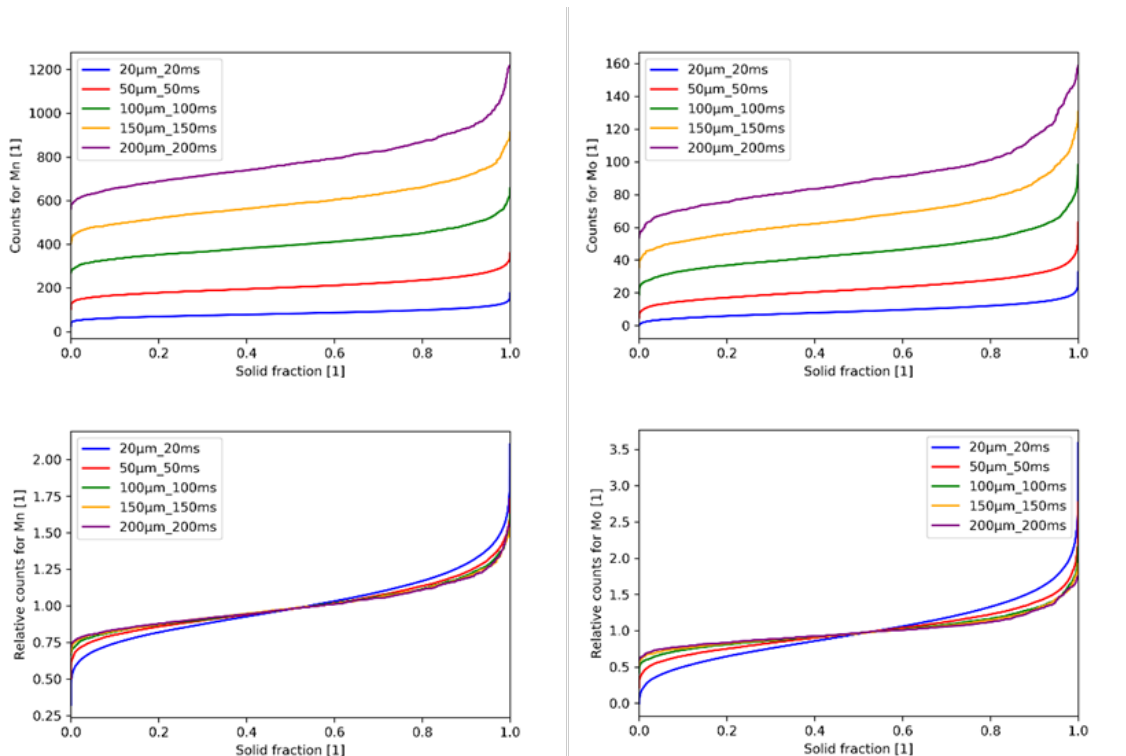 1200
1000
800
600
400
200
0
Counts for Mn [1]
20µm_20ms
50µm_50ms
100µm_100ms
150µm_150ms
200µm_200ms
0.0 0.2 0.4 0.6 0.8 1.0
Solid fraction [1]
160
140
120
100
80
60
40
20
0
Counts for Mo [1]
20µm_20ms
50µm_50ms
100µm_100ms
150µm_150ms
200µm_200ms
0.0 0.2 0.4 0.6 0.8 1.0
Solid fraction [1]
2.00
1.75
1.50
1.25
1.00
0.75
0.50
0.25
Relative counts for Mn [1]
20µm_20ms
50µm_50ms
100µm_100ms
150µm_150ms
200µm_200ms
0.0 0.2 0.4 0.6 0.8 1.0
Solid fraction [1]
3.5
3.0
2.5
2.0
1.5
1.0
0.5
0.0
Relative counts for Mo [1]
20µm_20ms
50µm_50ms
100µm_100ms
150µm_150ms
200µm_200ms
0.0 0.2 0.4 0.6 0.8 1.0
Solid fraction [1]